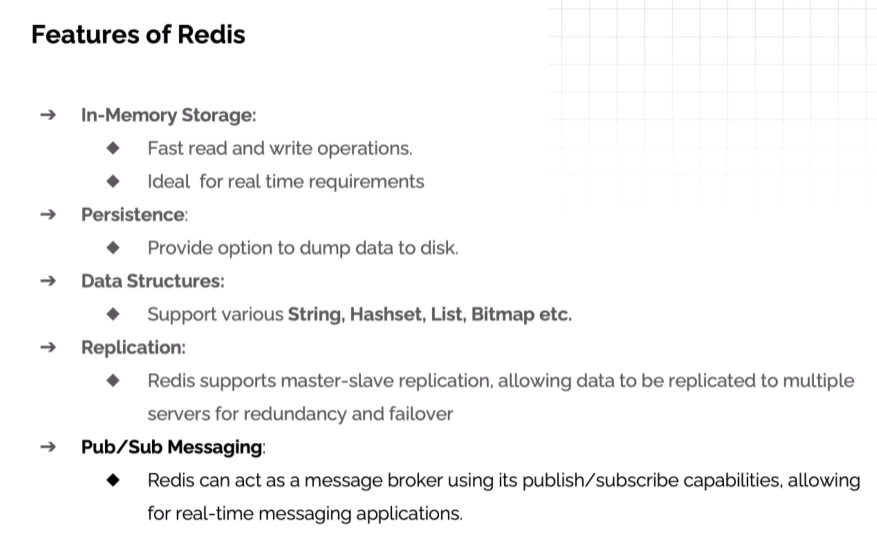 Features of Redis
➔ In-Memory Storage:
◆ Fast read and write operations.
◆ Ideal for real time requirements
➔ Persistence:
◆ Provide option to dump data to disk.
➔ Data Structures:
◆ Support various String, Hashset, List, Bitmap etc.
➔ Replication:
◆ Redis supports master-slave replication, allowing data to be replicated to multiple
servers for redundancy and failover
➔ Pub/Sub Messaging:
◆ Redis can act as a message broker using its publish/subscribe capabilities, allowing
for real-time messaging applications.